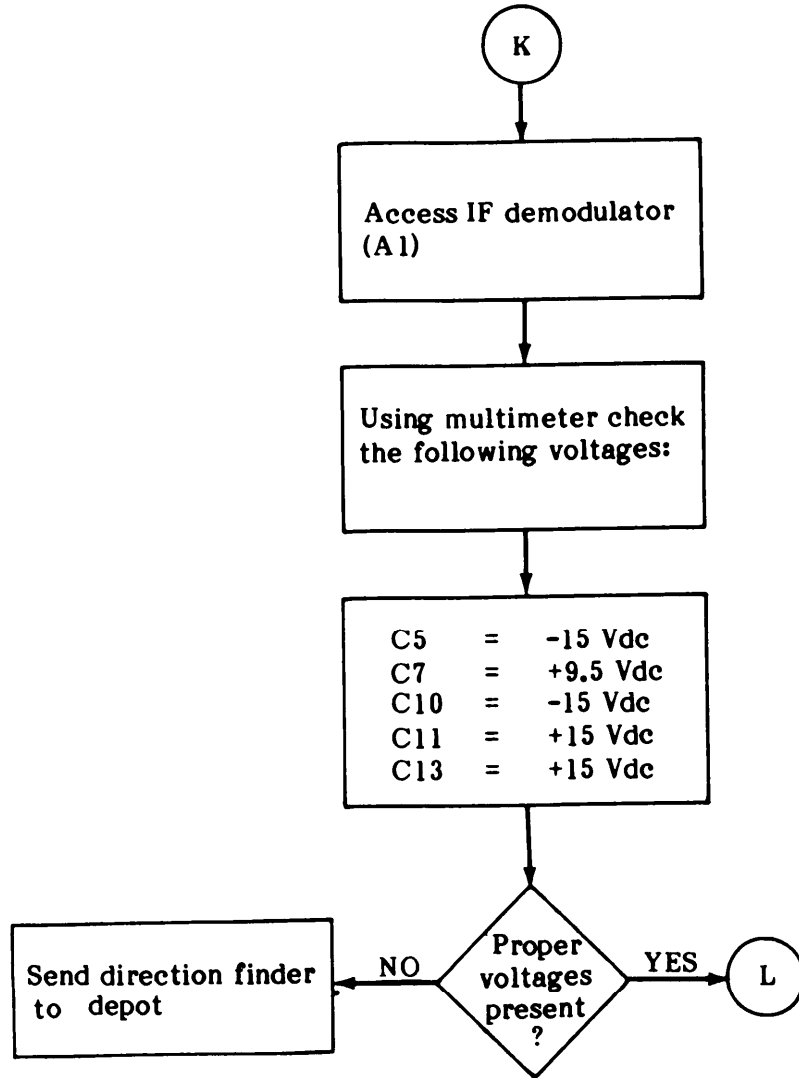 K
Access IF demodulator
(A1)
Using multimeter check
the following voltages:
C5 = -15 Vdc
C7 = +9.5 Vdc
C10 = -15 Vdc
C11 = +15 Vdc
C13 = +15 Vdc
Proper
voltages
present
?
NO
YES
Send direction finder
to depot
L